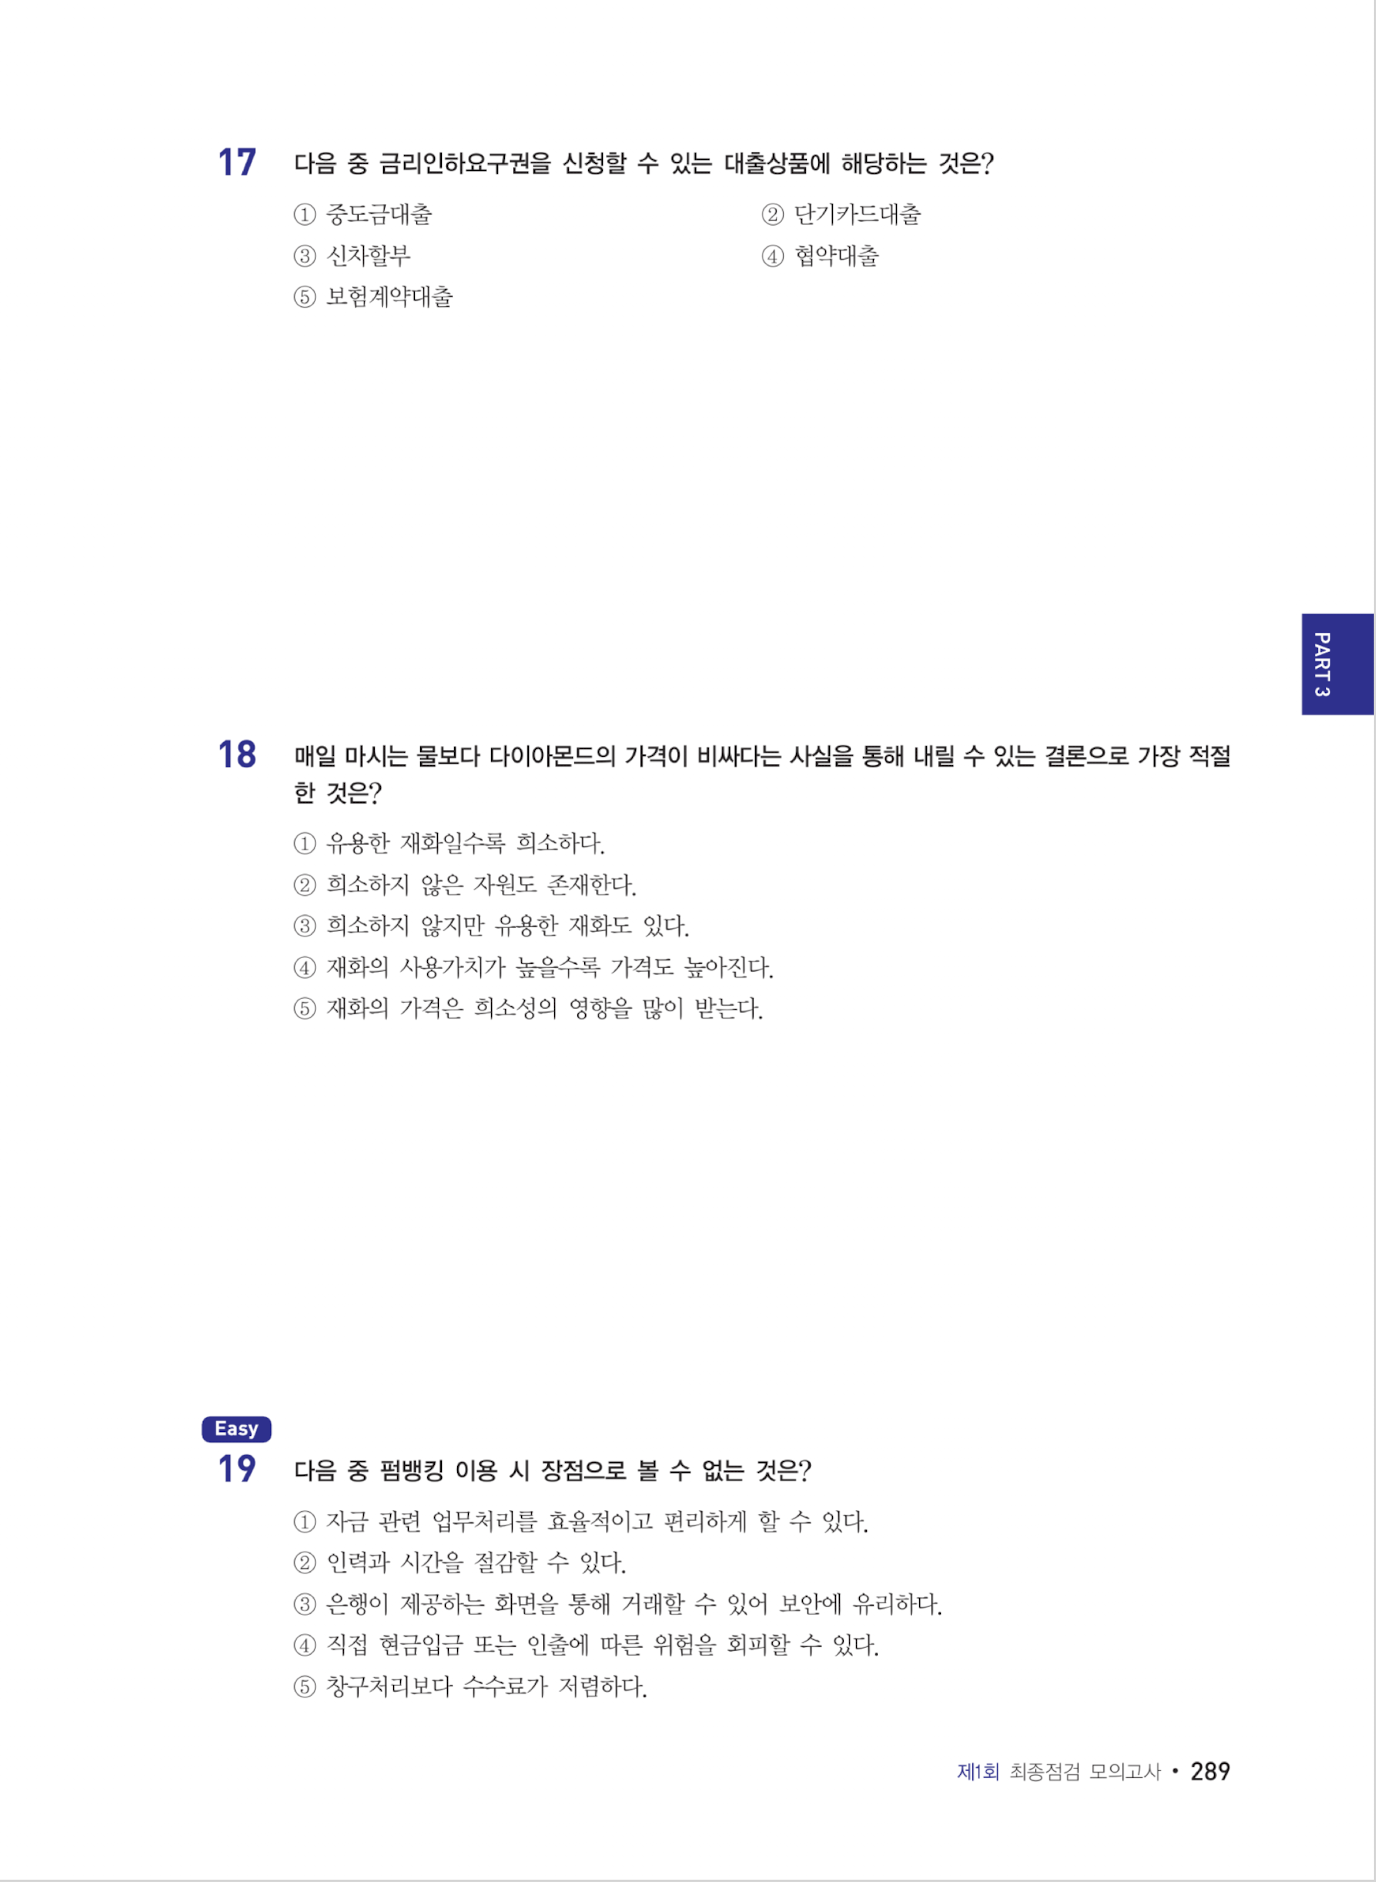 17 다음 중 금리인하요구권을 신청할 수 있는 대출상품에 해당하는 것은?
① 중도금대출 ② 단기카드대출
③ 신차할부 ④ 협약대출
⑤ 보험계약대출
PART 3
18 매일 마시는 물보다 다이아몬드의 가격이 비싸다는 사실을 통해 내릴 수 있는 결론으로 가장 적절
한 것은?
① 유용한 재화일수록 희소하다.
② 희소하지 않은 자원도 존재한다.
③ 희소하지 않지만 유용한 재화도 있다.
④ 재화의 사용가치가 높을수록 가격도 높아진다.
⑤ 재화의 가격은 희소성의 영향을 많이 받는다.
Easy
19 다음 중 펌뱅킹 이용 시 장점으로 볼 수 없는 것은?
① 자금 관련 업무처리를 효율적이고 편리하게 할 수 있다.
② 인력과 시간을 절감할 수 있다.
③ 은행이 제공하는 화면을 통해 거래할 수 있어 보안에 유리하다.
④ 직접 현금입금 또는 인출에 따른 위험을 회피할 수 있다.
⑤ 창구처리보다 수수료가 저렴하다.
제1회 최종점검 모의고사 • 289